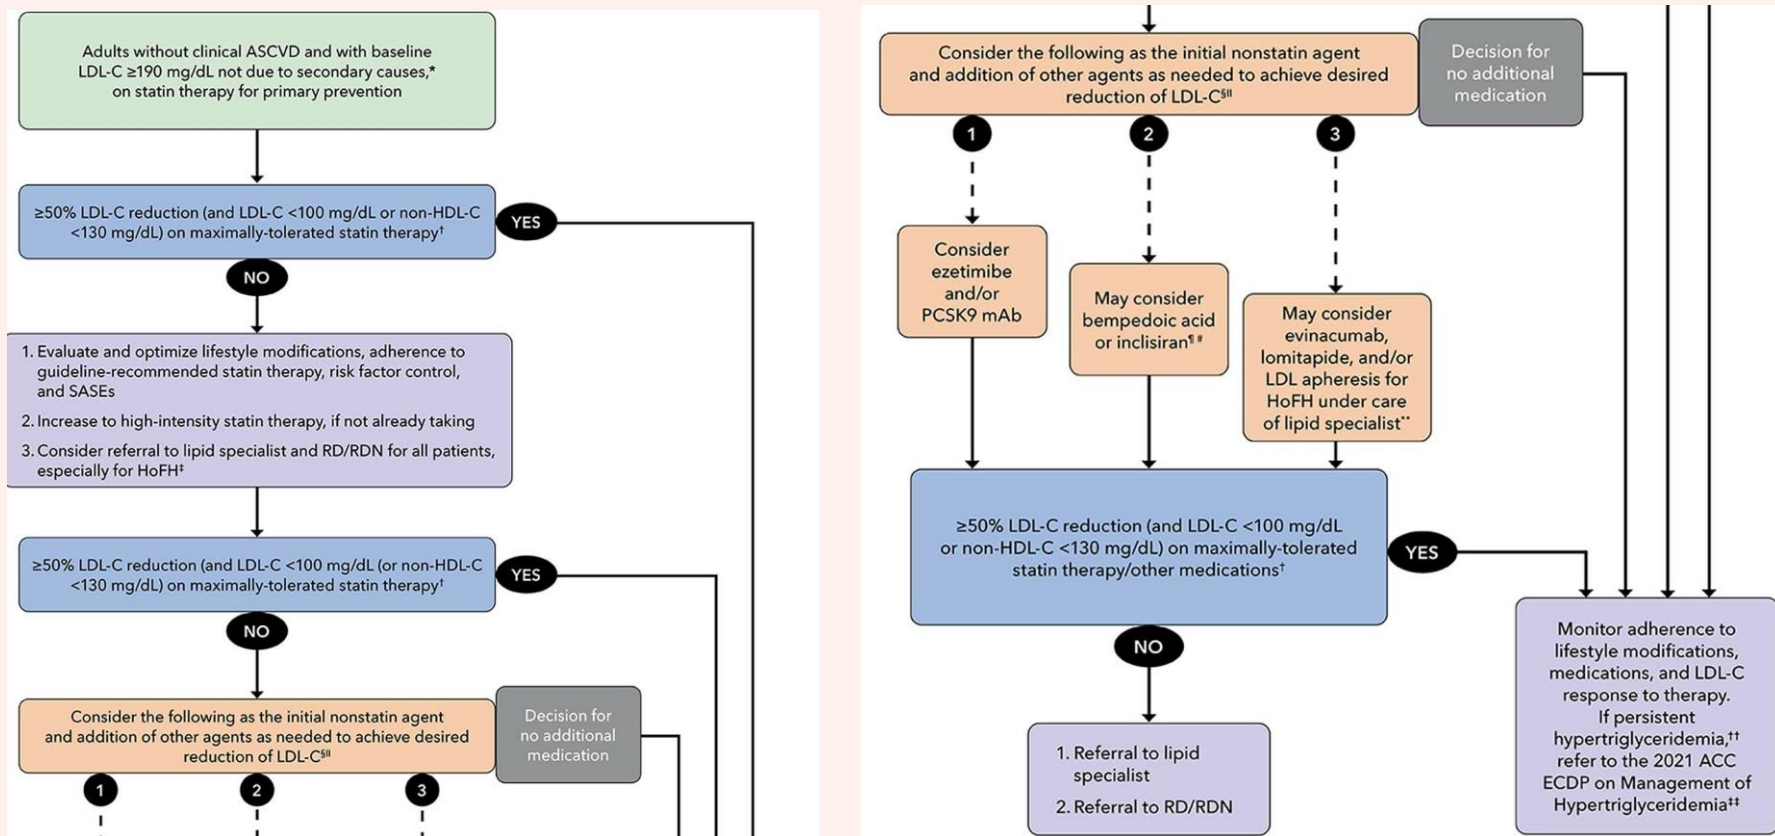 Adults without clinical ASCVD and with baseline
LDL-C ≥190 mg/dL not due to secondary causes,*
on statin therapy for primary prevention
≥50% LDL-C reduction (and LDL-C <100 mg/dL or non-HDL-C
<130 mg/dL) on maximally-tolerated statin therapy†
YES
NO
1. Evaluate and optimize lifestyle modifications, adherence to
guideline-recommended statin therapy, risk factor control,
and SASEs
2. Increase to high-intensity statin therapy, if not already taking
3. Consider referral to lipid specialist and RD/RDN for all patients,
especially for HoFH‡
≥50% LDL-C reduction (and LDL-C <100 mg/dL (or non-HDL-C
<130 mg/dL) on maximally-tolerated statin therapy†
YES
NO
Consider the following as the initial nonstatin agent
and addition of other agents as needed to achieve desired
reduction of LDL-C§||
Decision for
no additional
medication
1
2
3
Consider the following as the initial nonstatin agent
and addition of other agents as needed to achieve desired
reduction of LDL-C§||
Decision for
no additional
medication
1
2
3
Consider
ezetimibe
and/or
PCSK9 mAb
May consider
bempedoic acid
or inclisiran¶#
May consider
evinacumab,
lomitapide, and/or
LDL apheresis for
HoFH under care
of lipid specialist**
≥50% LDL-C reduction (and LDL-C <100 mg/dL
or non-HDL-C <130 mg/dL) on maximally-tolerated
statin therapy/other medications†
YES
NO
1. Referral to lipid
specialist
2. Referral to RD/RDN
Monitor adherence to
lifestyle modifications,
medications, and LDL-C
response to therapy.
If persistent
hypertriglyceridemia,††
refer to the 2021 ACC
ECDP on Management of
Hypertriglyceridemia‡‡